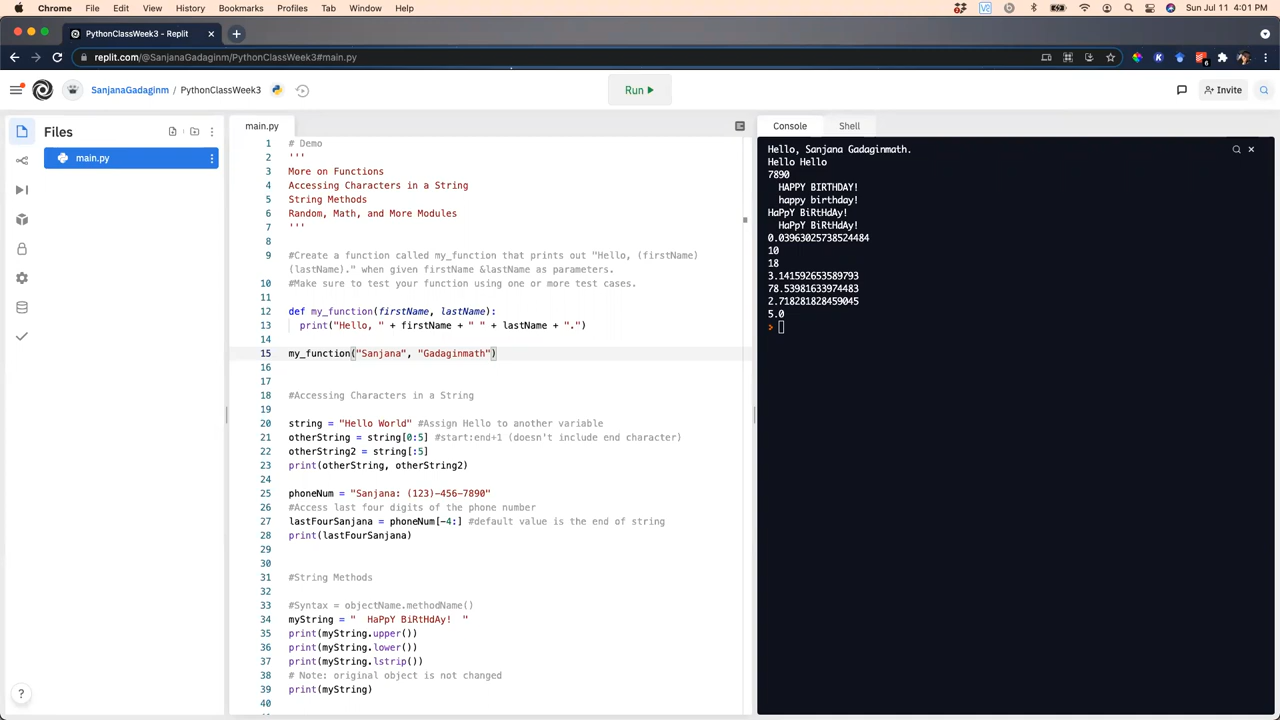 Chrome File Edit View History Bookmarks Profiles Tab Window Help Sun Jul 11 4:01 PM
PythonClassWeek3 - Replit
replit.com/@SanjanaGadaginm/PythonClassWeek3#main.py
SanjanaGadaginm / PythonClassWeek3 Run Invite
Files main.py Console Shell
main.py
1 # Demo
2 '''
3 More on Functions
4 Accessing Characters in a String
5 String Methods
6 Random, Math, and More Modules
7 '''
8
9 #Create a function called my_function that prints out "Hello, (firstName)
(lastName)." when given firstName &lastName as parameters.
10 #Make sure to test your function using one or more test cases.
11
12 def my_function(firstName, lastName):
13 print("Hello, " + firstName + " " + lastName + ".")
14
15 my_function("Sanjana", "Gadaginmath")
16
17
18 #Accessing Characters in a String
19
20 string = "Hello World" #Assign Hello to another variable
21 otherString = string[0:5] #start:end+1 (doesn't include end character)
22 otherString2 = string[:5]
23 print(otherString, otherString2)
24
25 phoneNum = "Sanjana: (123)-456-7890"
26 #Access last four digits of the phone number
27 lastFourSanjana = phoneNum[-4:] #default value is the end of string
28 print(lastFourSanjana)
29
30
31 #String Methods
32
33 #Syntax = objectName.methodName()
34 myString = "  HaPpY BiRtHdAy!  "
35 print(myString.upper())
36 print(myString.lower())
37 print(myString.lstrip())
38 # Note: original object is not changed
39 print(myString)
40
Hello, Sanjana Gadaginmath.
Hello Hello
7890
HAPPY BIRTHDAY!
happy birthday!
HaPpY BiRtHdAy!
HaPpY BiRtHdAy!
0.03963025738524484
10
18
3.141592653589793
78.53981633974483
2.718281828459045
5.0
>
?